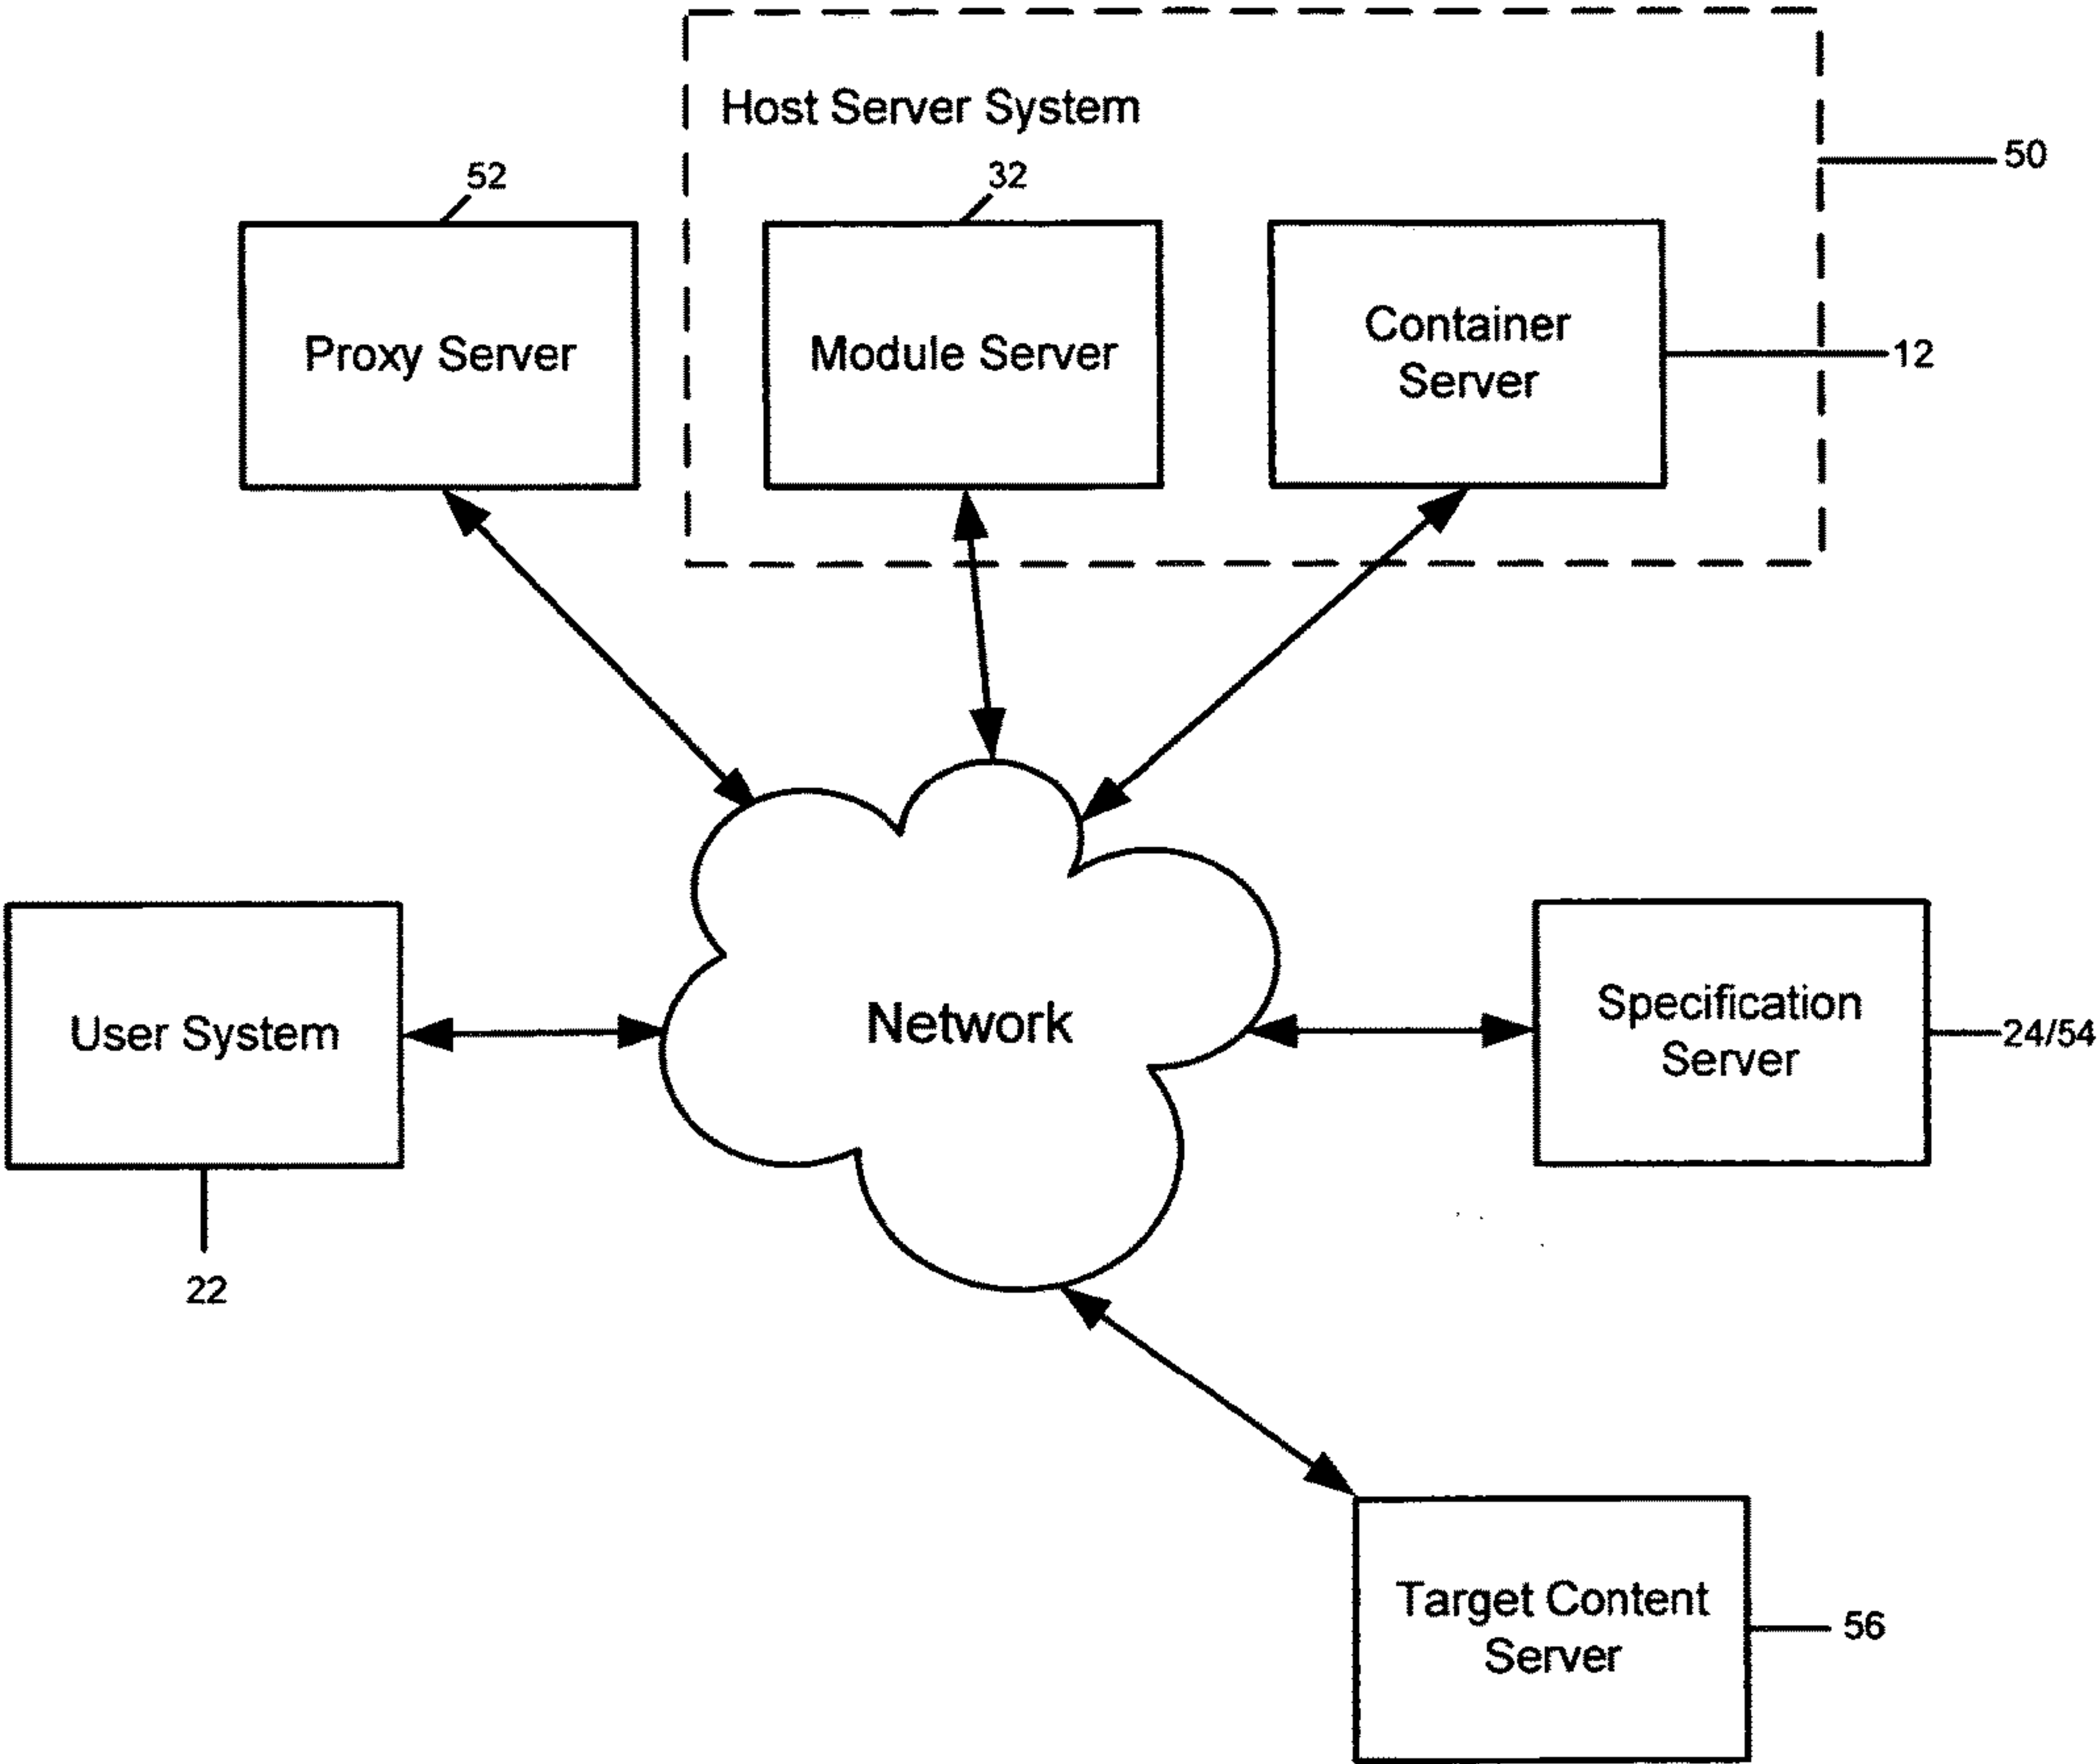 Host Server System
50
52
32
Proxy Server
Module Server
Container
Server
12
User System
22
Network
Specification
Server
24/54
Target Content
Server
56